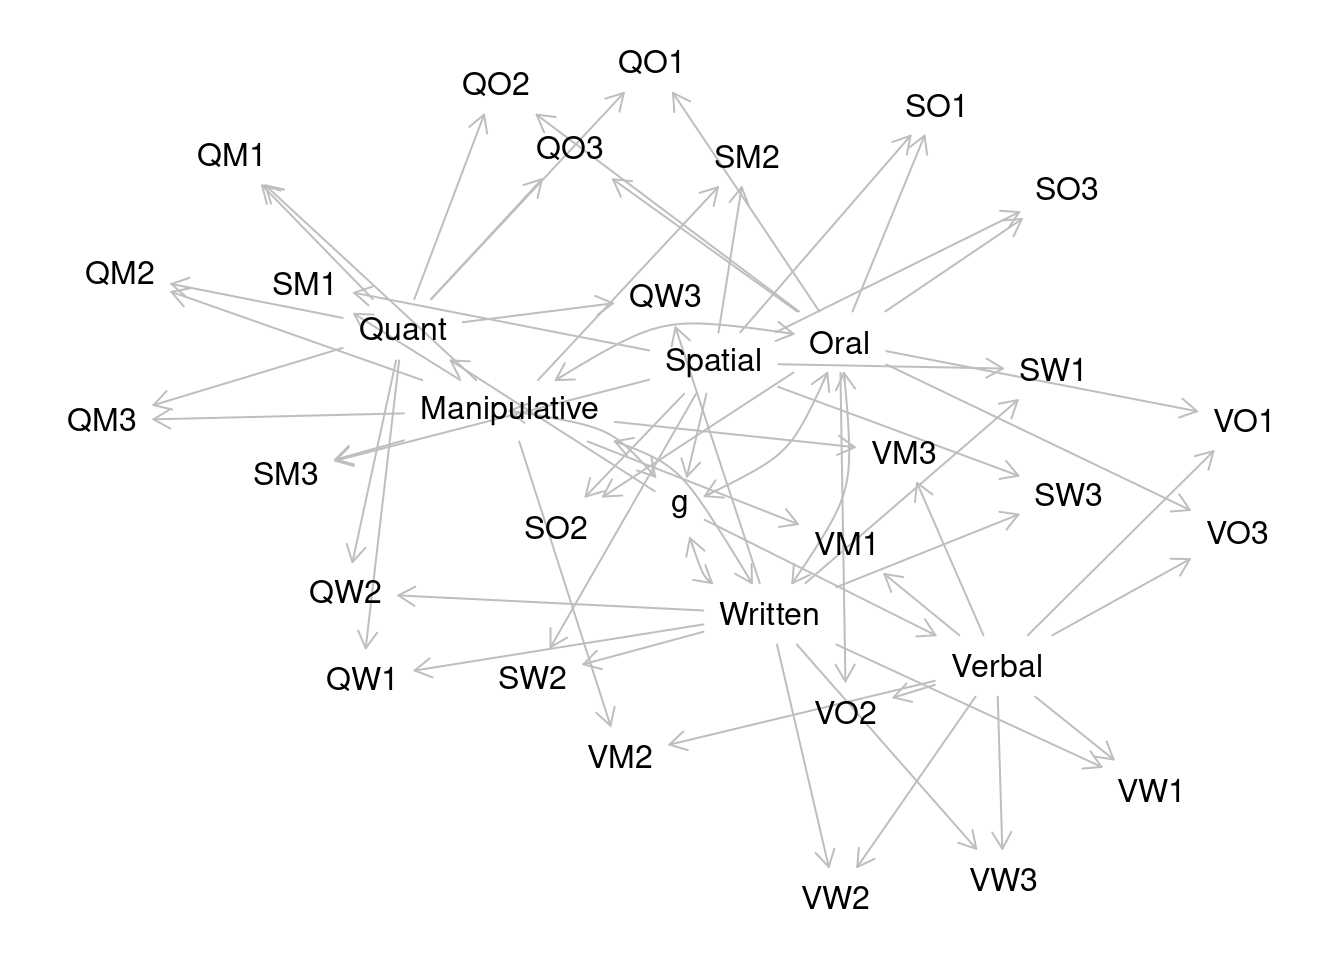 QO1
QO2
SO1
QO3
QM1
SM2
SO3
QM2
SM1
QW3
Quant
Oral
Spatial
SW1
Manipulative
QM3
VO1
VM3
SM3
SW3
g
SO2
VO3
VM1
QW2
Written
Verbal
QW1
SW2
VO2
VM2
VW1
VW3
VW2